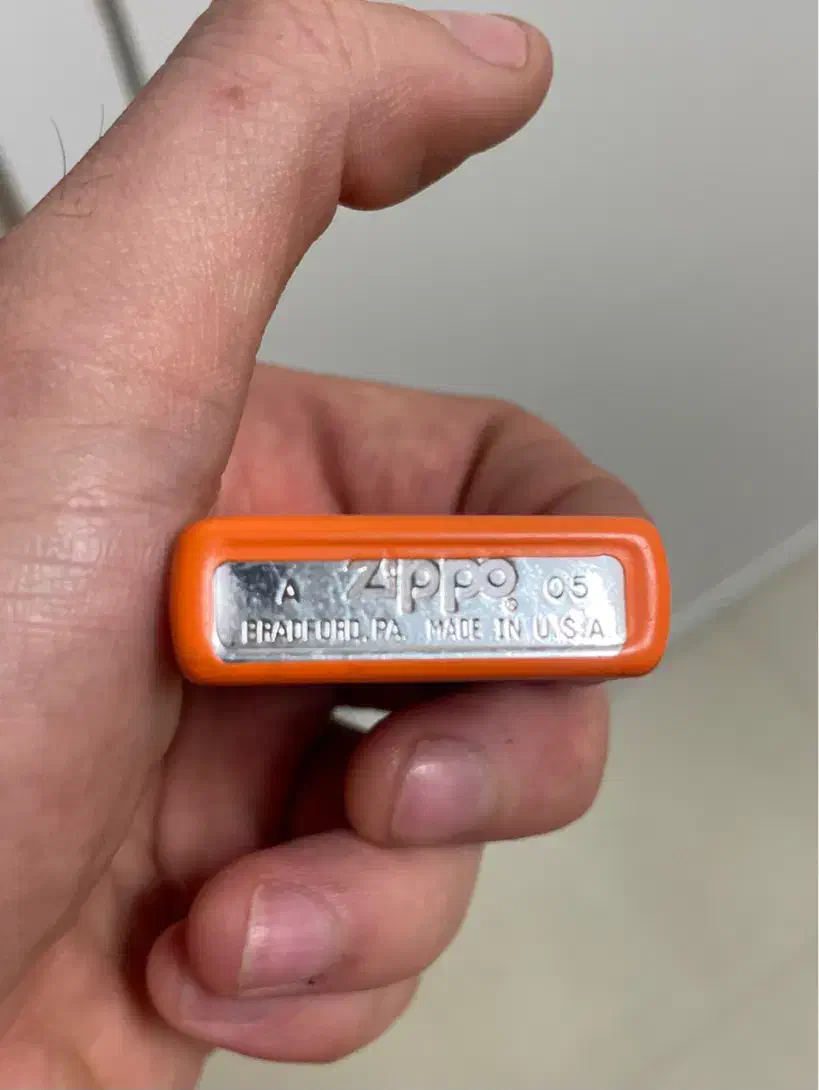 A Zippo ® 05
BRADFORD, PA. MADE IN U.S.A